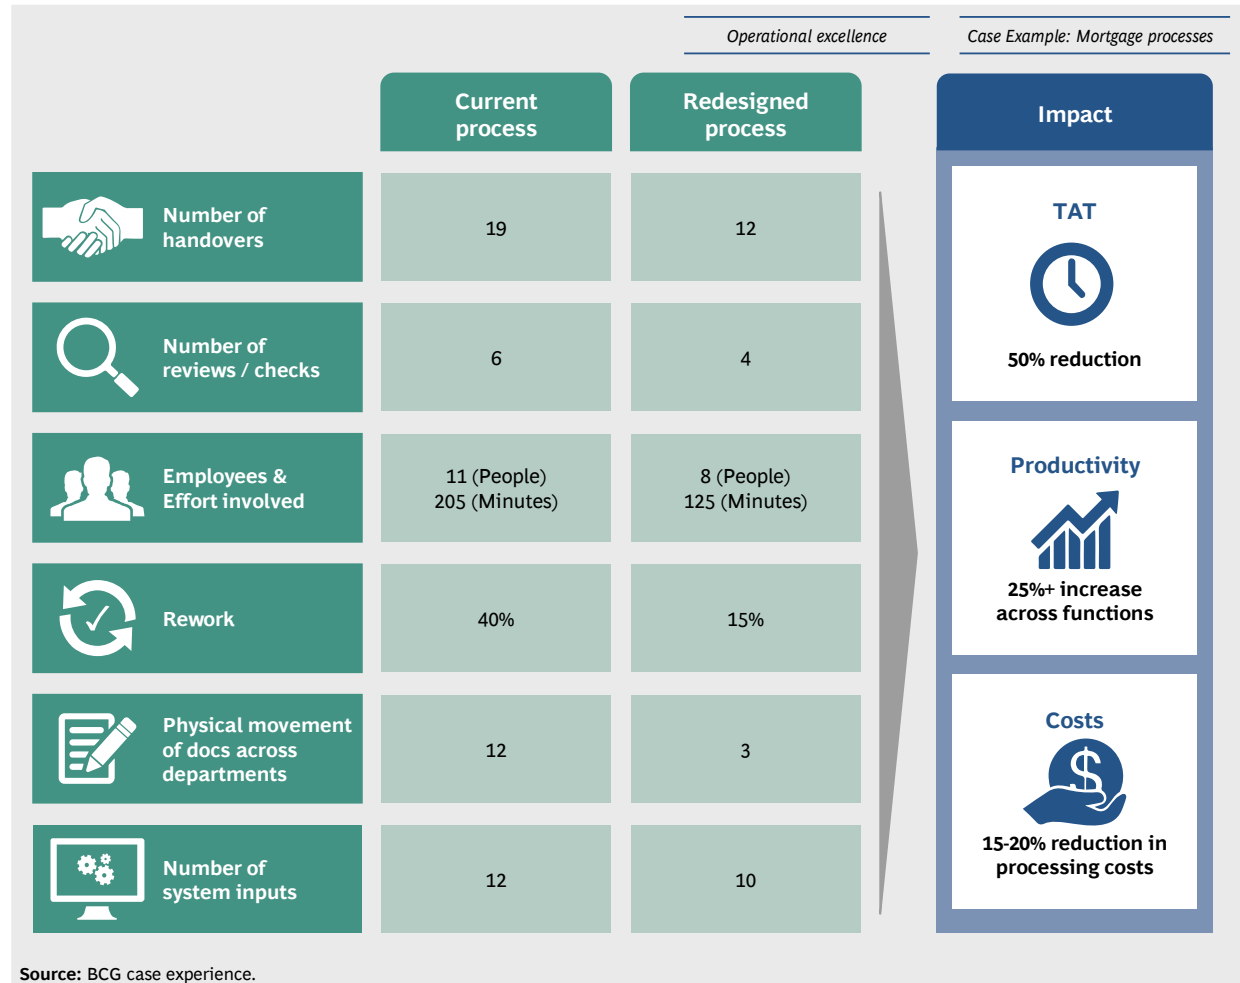 Operational excellence
Case Example: Mortgage processes
Current
process
Redesigned
process
Impact
Number of
handovers
19
12
Number of
reviews / checks
6
4
Employees &
Effort involved
11 (People)
205 (Minutes)
8 (People)
125 (Minutes)
Rework
40%
15%
Physical movement
of docs across
departments
12
3
Number of
system inputs
12
10
TAT
50% reduction
Productivity
25%+ increase
across functions
Costs
$
15-20% reduction in
processing costs
Source: BCG case experience.